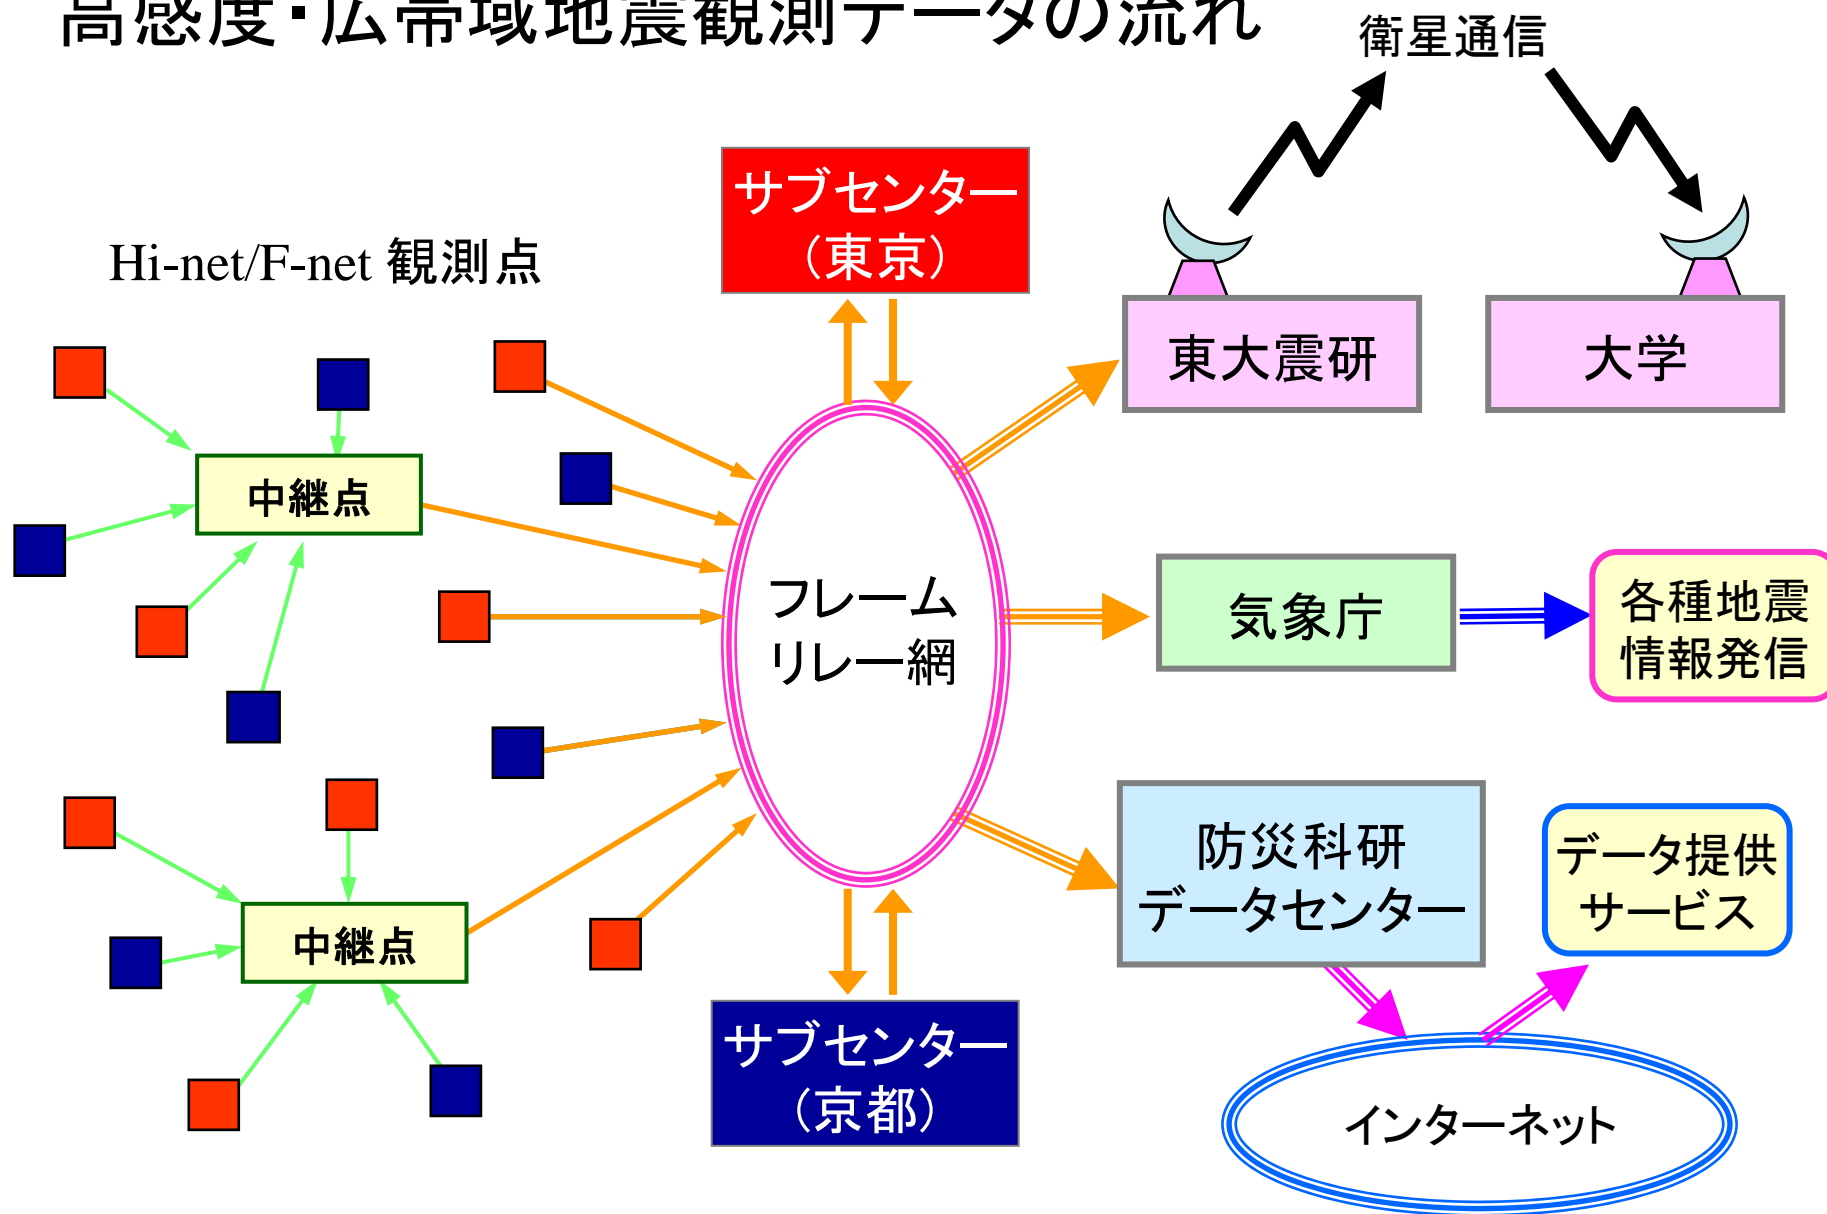 高感度・広帯域地震観測データの流れ
衛星通信
サブセンター
（東京）
Hi-net/F-net 観測点
東大震研
大学
中継点
フレーム
リレー網
気象庁
各種地震
情報発信
防災科研
データセンター
データ提供
サービス
中継点
サブセンター
（京都）
インターネット